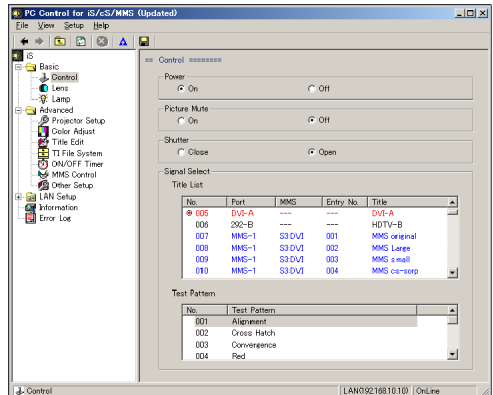 PC Control for iS/cS/MMS (Updated)
File View Setup Help
iS
Basic
Control
Lens
Lamp
Advanced
Projector Setup
Color Adjust
Title Edit
TI File System
ON/OFF Timer
MMS Control
Other Setup
LAN Setup
Information
Error Log
== Control ========
Power
On Off
Picture Mute
On Off
Shutter
Close Open
Signal Select
Title List
No. Port MMS Entry No. Title
005 DVI-A --- --- DVI-A
006 292-B --- --- HDTV-B
007 MMS-1 S3:DVI 001 MMS original
008 MMS-1 S3:DVI 002 MMS Large
009 MMS-1 S3:DVI 003 MMS small
010 MMS-1 S3:DVI 004 MMS cs-sorp
Test Pattern
No. Test Pattern
001 Alignment
002 Cross Hatch
003 Convergence
004 Red
Control LAN(192.168.10.10) OnLine